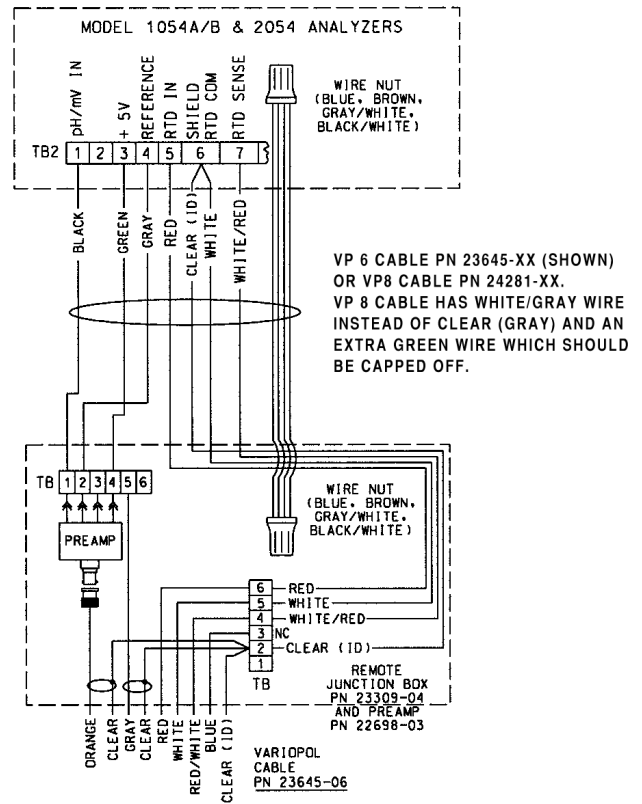 MODEL 1054A/B & 2054 ANALYZERS
pH/mV IN
+ 5V
REFERENCE
RTD IN
SHIELD
RTD COM
RTD SENSE
WIRE NUT
(BLUE, BROWN,
GRAY/WHITE,
BLACK/WHITE)
TB2 1 2 3 4 5 6 7
BLACK
GREEN
GRAY
RED
CLEAR (ID)
WHITE
WHITE/RED
VP 6 CABLE PN 23645-XX (SHOWN)
OR VP8 CABLE PN 24281-XX.
VP 8 CABLE HAS WHITE/GRAY WIRE
INSTEAD OF CLEAR (GRAY) AND AN
EXTRA GREEN WIRE WHICH SHOULD
BE CAPPED OFF.
TB 1 2 3 4 5 6
PREAMP
WIRE NUT
(BLUE, BROWN,
GRAY/WHITE,
BLACK/WHITE)
6 RED
5 WHITE
4 WHITE/RED
3 NC
2 CLEAR (ID)
1
TB
REMOTE
JUNCTION BOX
PN 23309-04
AND PREAMP
PN 22698-03
ORANGE
CLEAR
GRAY
CLEAR
RED
WHITE
RED/WHITE
BLUE
CLEAR (ID)
VARIOPOL
CABLE
PN 23645-06